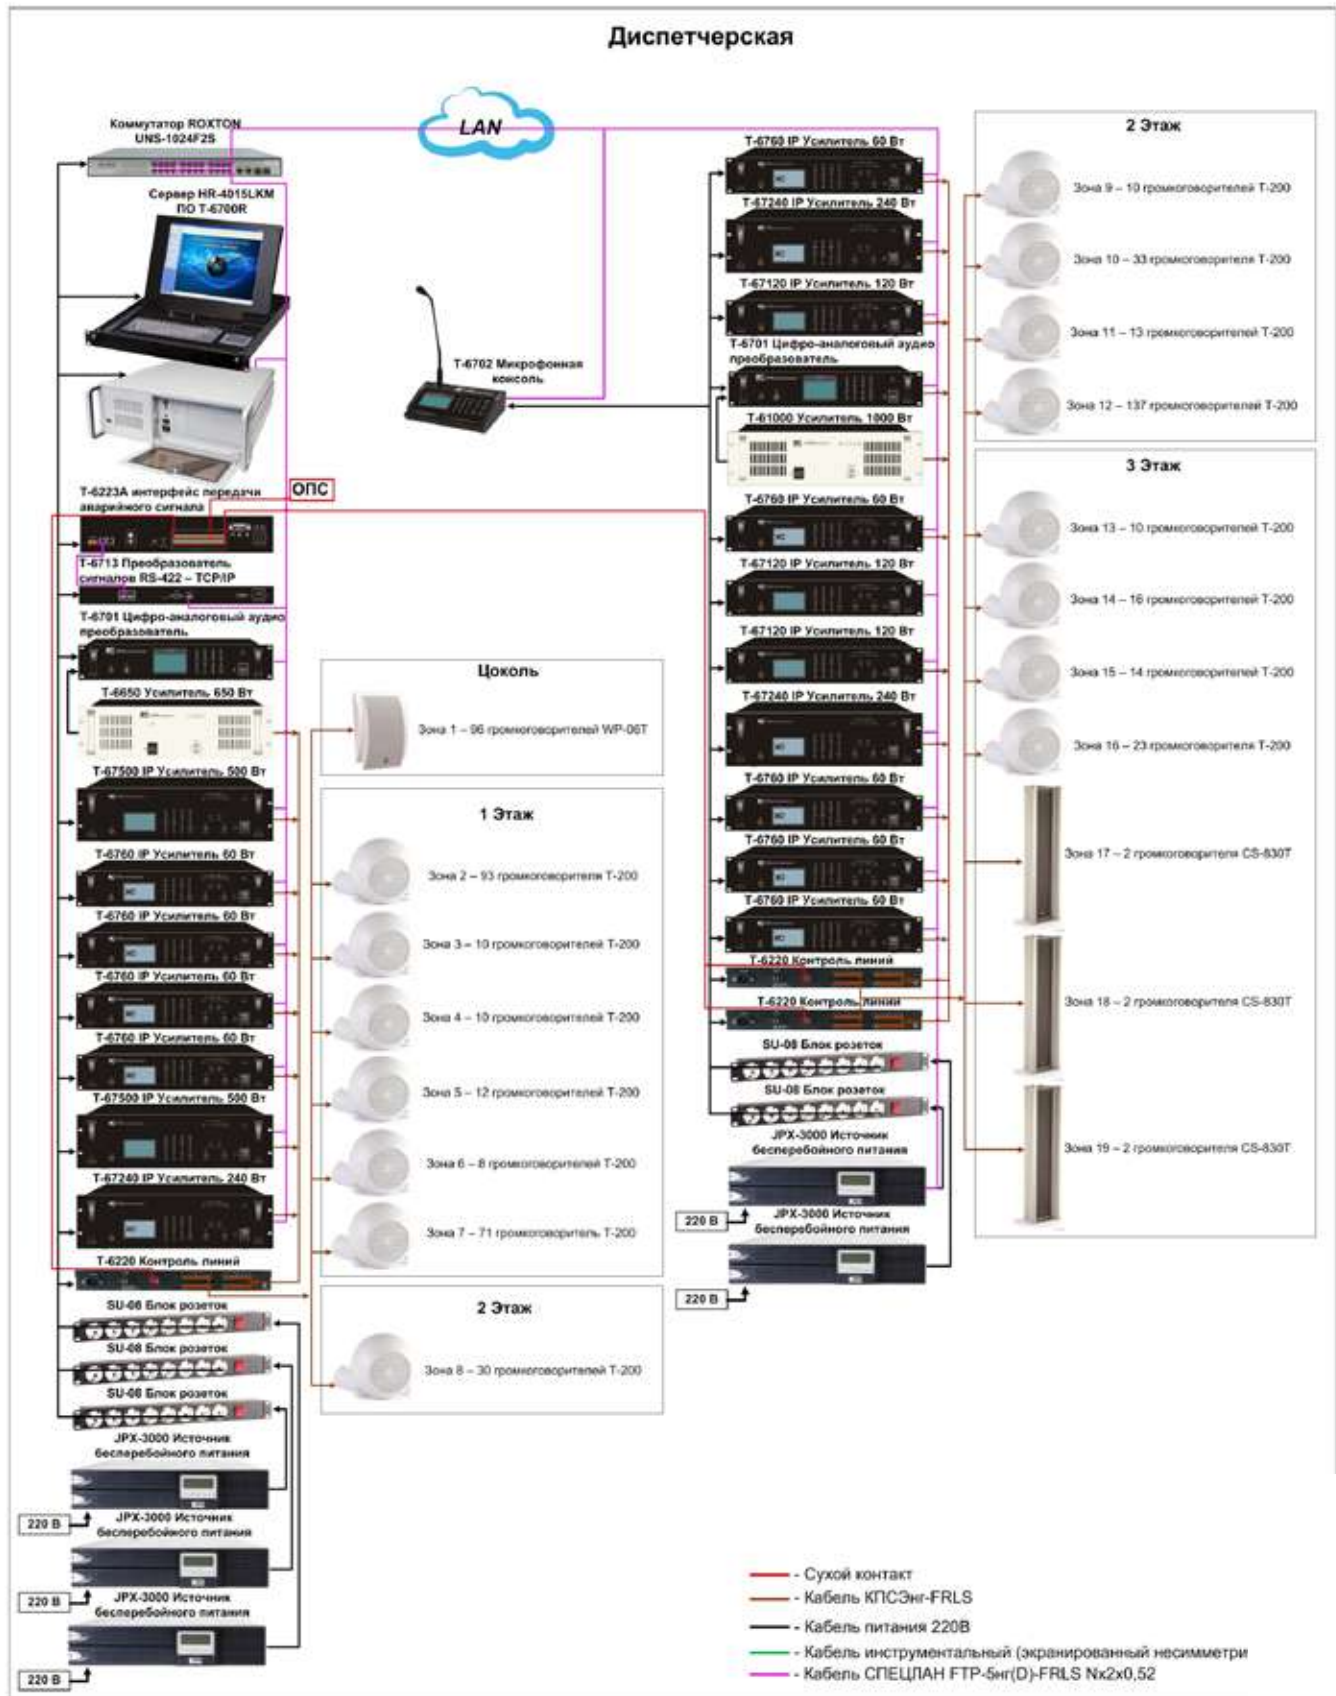 Диспетчерская
LAN
Коммутатор ROXTON
UNS-1024F2S
Сервер HR-4015LKM
ПО T-6700R
T-6702 Микрофонная
консоль
ОПС
T-6223A интерфейс передачи
аварийного сигнала
T-6713 Преобразователь
сигналов RS-422 – TCP/IP
T-6701 Цифро-аналоговый аудио
преобразователь
T-6650 Усилитель 650 Вт
T-67500 IP Усилитель 500 Вт
T-6760 IP Усилитель 60 Вт
T-6760 IP Усилитель 60 Вт
T-6760 IP Усилитель 60 Вт
T-6760 IP Усилитель 60 Вт
T-67500 IP Усилитель 500 Вт
T-67240 IP Усилитель 240 Вт
T-6220 Контроль линий
SU-08 Блок розеток
SU-08 Блок розеток
SU-08 Блок розеток
JPX-3000 Источник
бесперебойного питания
220 В
JPX-3000 Источник
бесперебойного питания
220 В
JPX-3000 Источник
бесперебойного питания
220 В
Цоколь
Зона 1 – 96 громкоговорителей WP-06T
1 Этаж
Зона 2 – 93 громкоговорителя T-200
Зона 3 – 10 громкоговорителей T-200
Зона 4 – 10 громкоговорителей T-200
Зона 5 – 12 громкоговорителей T-200
Зона 6 – 8 громкоговорителей T-200
Зона 7 – 71 громкоговоритель T-200
2 Этаж
Зона 8 – 30 громкоговорителей T-200
T-6760 IP Усилитель 60 Вт
T-67240 IP Усилитель 240 Вт
T-67120 IP Усилитель 120 Вт
T-6701 Цифро-аналоговый аудио
преобразователь
T-61000 Усилитель 1000 Вт
T-6760 IP Усилитель 60 Вт
T-67120 IP Усилитель 120 Вт
T-67120 IP Усилитель 120 Вт
T-67240 IP Усилитель 240 Вт
T-6760 IP Усилитель 60 Вт
T-6760 IP Усилитель 60 Вт
T-6760 IP Усилитель 60 Вт
T-6220 Контроль линий
T-6220 Контроль линий
SU-08 Блок розеток
SU-08 Блок розеток
JPX-3000 Источник
бесперебойного питания
220 В
JPX-3000 Источник
бесперебойного питания
220 В
2 Этаж
Зона 9 – 10 громкоговорителей T-200
Зона 10 – 33 громкоговорителя T-200
Зона 11 – 13 громкоговорителей T-200
Зона 12 – 137 громкоговорителей T-200
3 Этаж
Зона 13 – 10 громкоговорителей T-200
Зона 14 – 16 громкоговорителей T-200
Зона 15 – 14 громкоговорителей T-200
Зона 16 – 23 громкоговорителя T-200
Зона 17 – 2 громкоговорителя CS-830T
Зона 18 – 2 громкоговорителя CS-830T
Зона 19 – 2 громкоговорителя CS-830T
- Сухой контакт
- Кабель КПСЭнг-FRLS
- Кабель питания 220В
- Кабель инструментальный (экранированный несимметри
- Кабель СПЕЦЛАН FTP-5нг(D)-FRLS Nx2x0,52